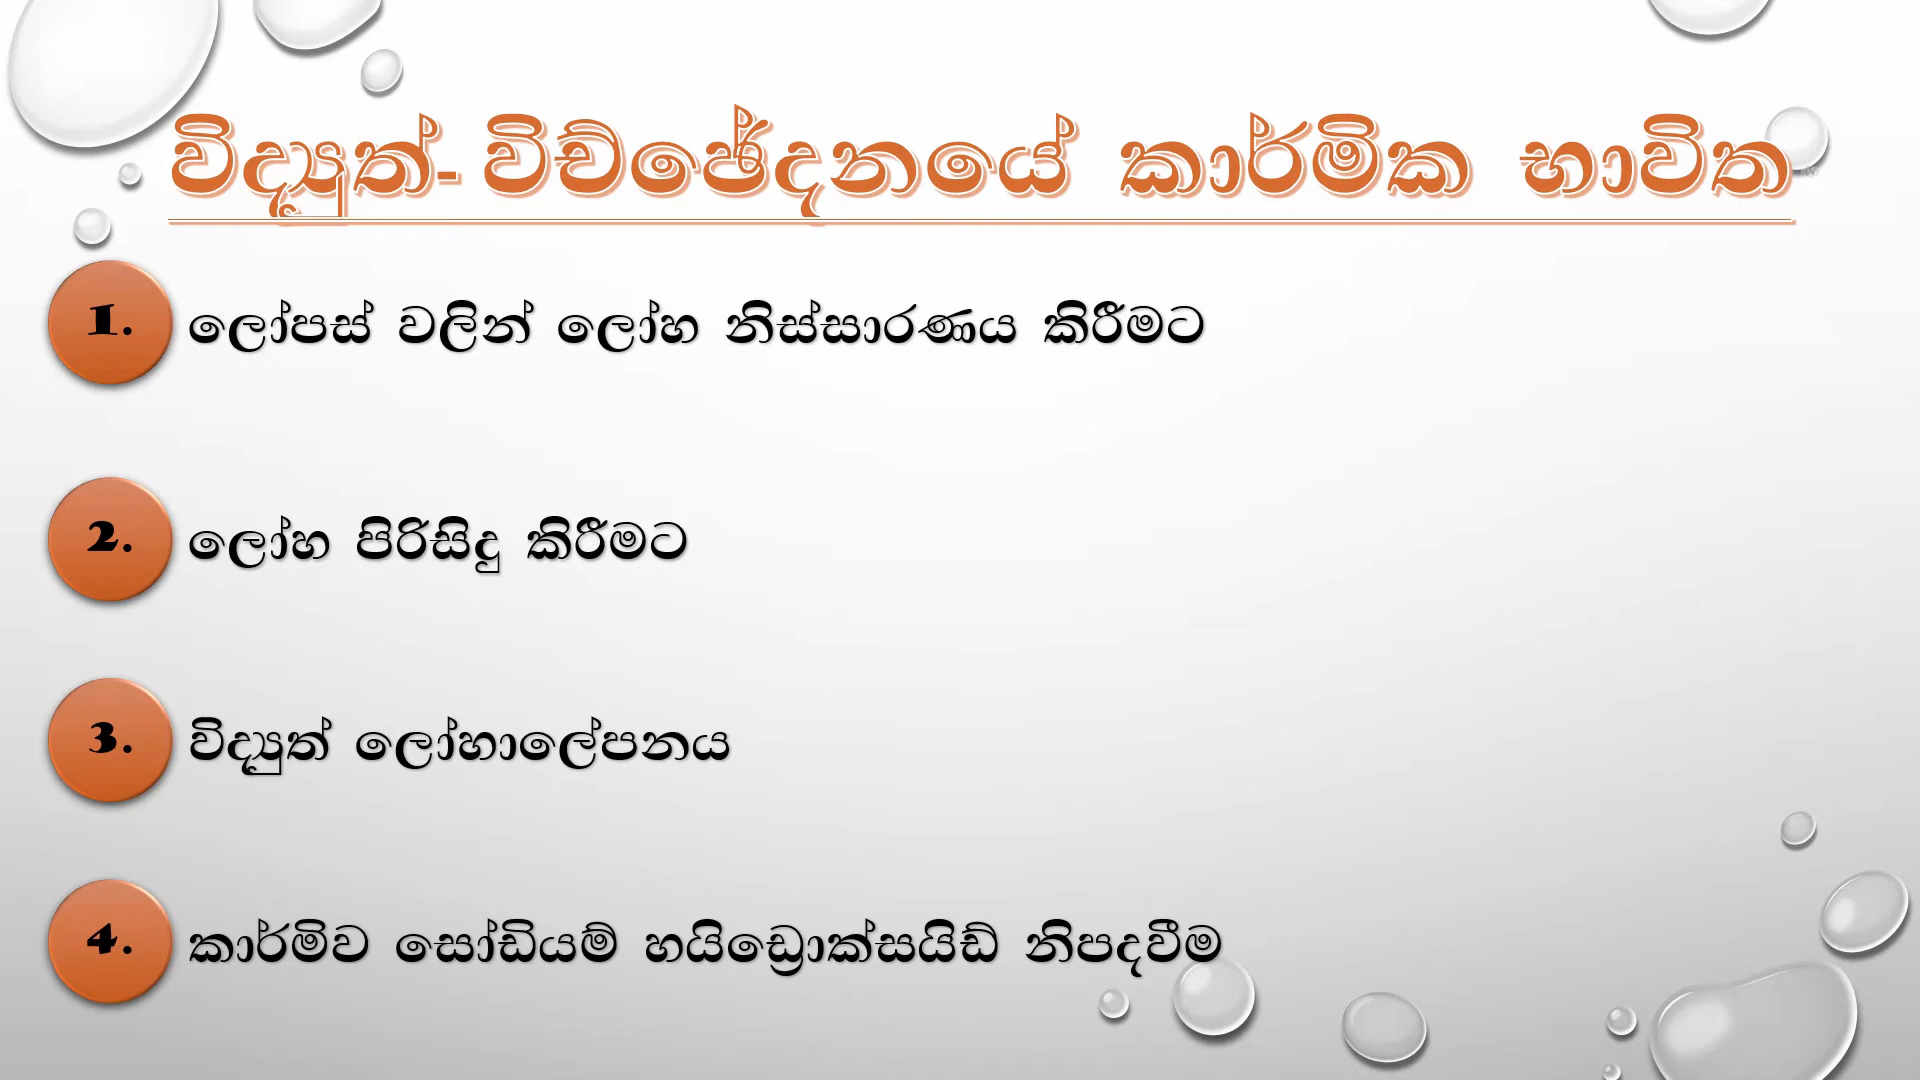 විද්‍යුත්- විච්ඡේදනයේ කාර්මික භාවිත
1. ලෝපස් වලින් ලෝහ නිස්සාරණය කිරීමට
2. ලෝහ පිරිසිදු කිරීමට
3. විද්‍යුත් ලෝහාලේපනය
4. කාර්මිව සෝඩියම් හයිඩ්‍රොක්සයිඩ් නිපදවීම